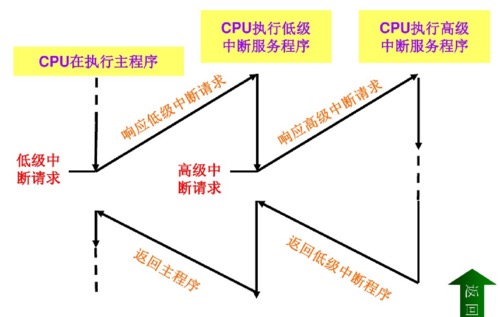 CPU在执行主程序
CPU执行低级
中断服务程序
CPU执行高级
中断服务程序
响应低级中断请求
响应高级中断请求
低级中
断请求
高级中
断请求
返回主程序
返回低级中断程序
返回